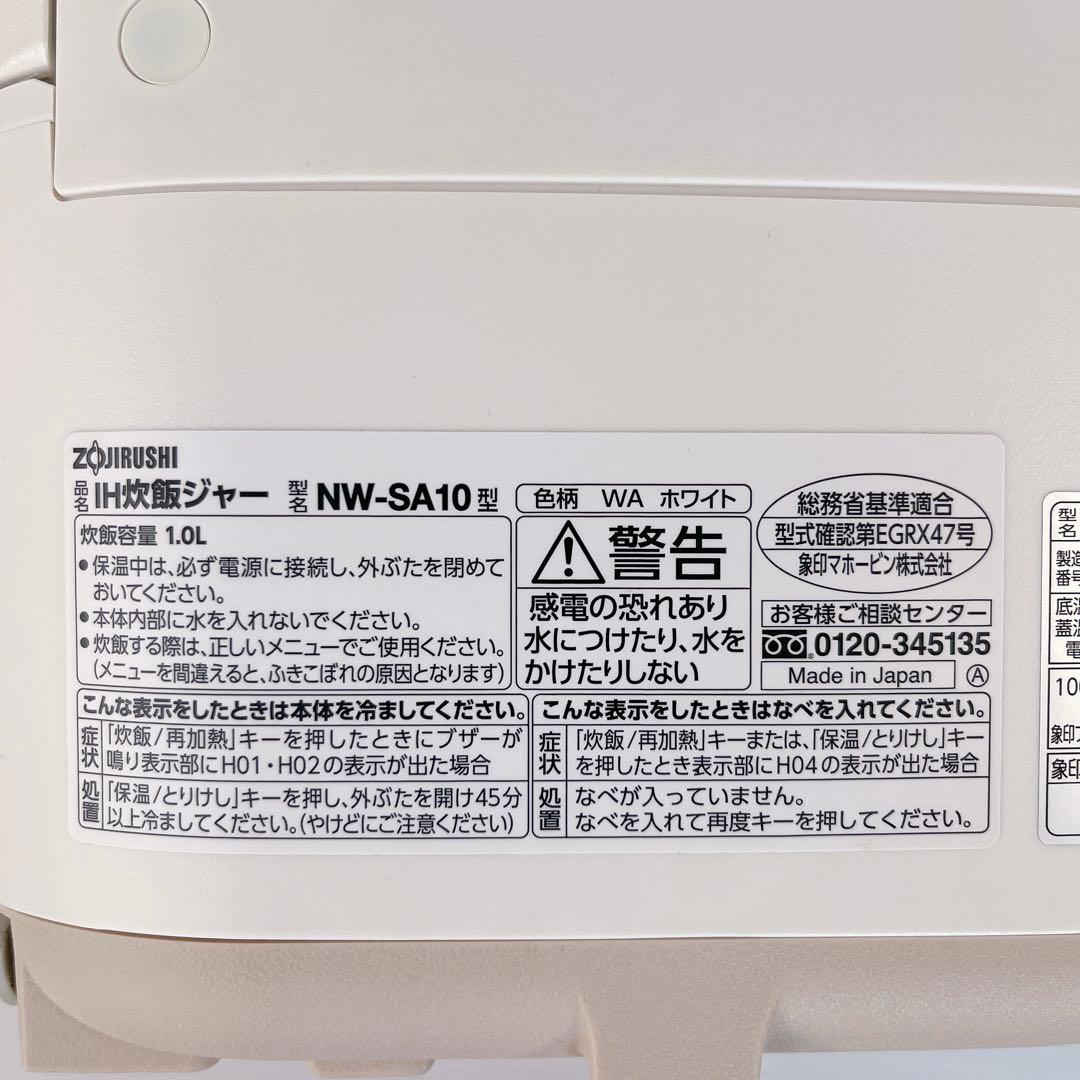 ZOJIRUSHI
品名 IH炊飯ジャー 型名 NW-SA10型 色柄 WA ホワイト
炊飯容量 1.0L
•保温中は、必ず電源に接続し、外ぶたを閉めて
おいてください。
•本体内部に水を入れないでください。
•炊飯する際は、正しいメニューでご使用ください。
(メニューを間違えると、ふきこぼれの原因となります)
警告
感電の恐れあり
水につけたり、水を
かけたりしない
総務省基準適合
型式確認第EGRX47号
象印マホービン株式会社
お客様ご相談センター
0120-345135
Made in Japan Ⓐ
こんな表示をしたときは本体を冷ましてください。
症状 「炊飯/再加熱」キーを押したときにブザーが
鳴り表示部にH01・H02の表示が出た場合
処置 「保温/とりけし」キーを押し、外ぶたを開け45分
以上冷ましてください。(やけどにご注意ください)
こんな表示をしたときはなべを入れてください。
症状 「炊飯/再加熱」キーまたは、「保温/とりけし」キー
を押したとき表示部にH04の表示が出た場合
処置 なべが入っていません。
なべを入れて再度キーを押してください。
型名
製造
番号
底温
蓋温
電
100
象印
象印